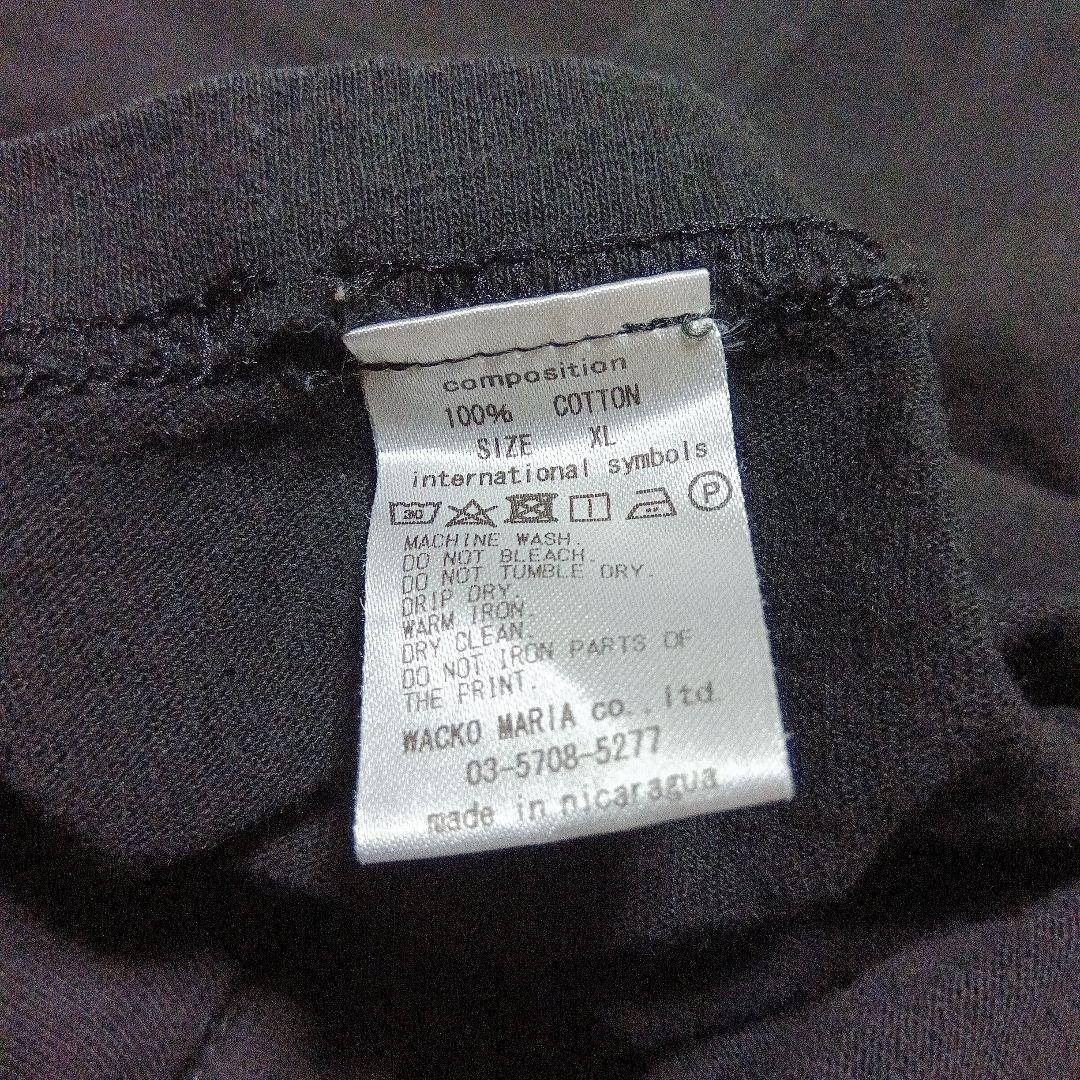 composition
100% COTTON
SIZE XL
international symbols
30 P
MACHINE WASH.
DO NOT BLEACH.
DO NOT TUMBLE DRY.
DRIP DRY.
WARM IRON.
DRY CLEAN.
DO NOT IRON PARTS OF
THE PRINT.
WACKO MARIA co.,ltd.
03-5708-5277
made in nicaragua